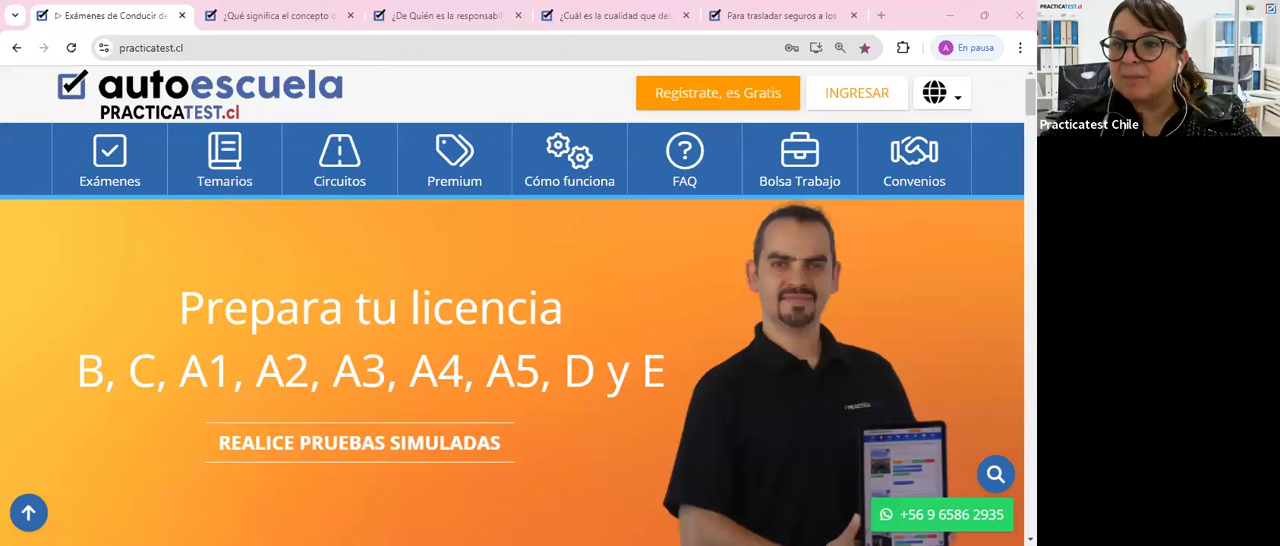 Exámenes de Conducir de
¿Qué significa el concepto d
¿De Quién es la responsabil
¿Cuál es la cualidad que del
Para trasladar seguros a los
practicatest.cl
A En pausa
PRACTICATEST.cl
autoescuela
PRACTICATEST.cl
Regístrate, es Gratis
INGRESAR
Practicatest Chile
Exámenes
Temarios
Circuitos
Premium
Cómo funciona
FAQ
Bolsa Trabajo
Convenios
Prepara tu licencia
B, C, A1, A2, A3, A4, A5, D y E
REALICE PRUEBAS SIMULADAS
+56 9 6586 2935